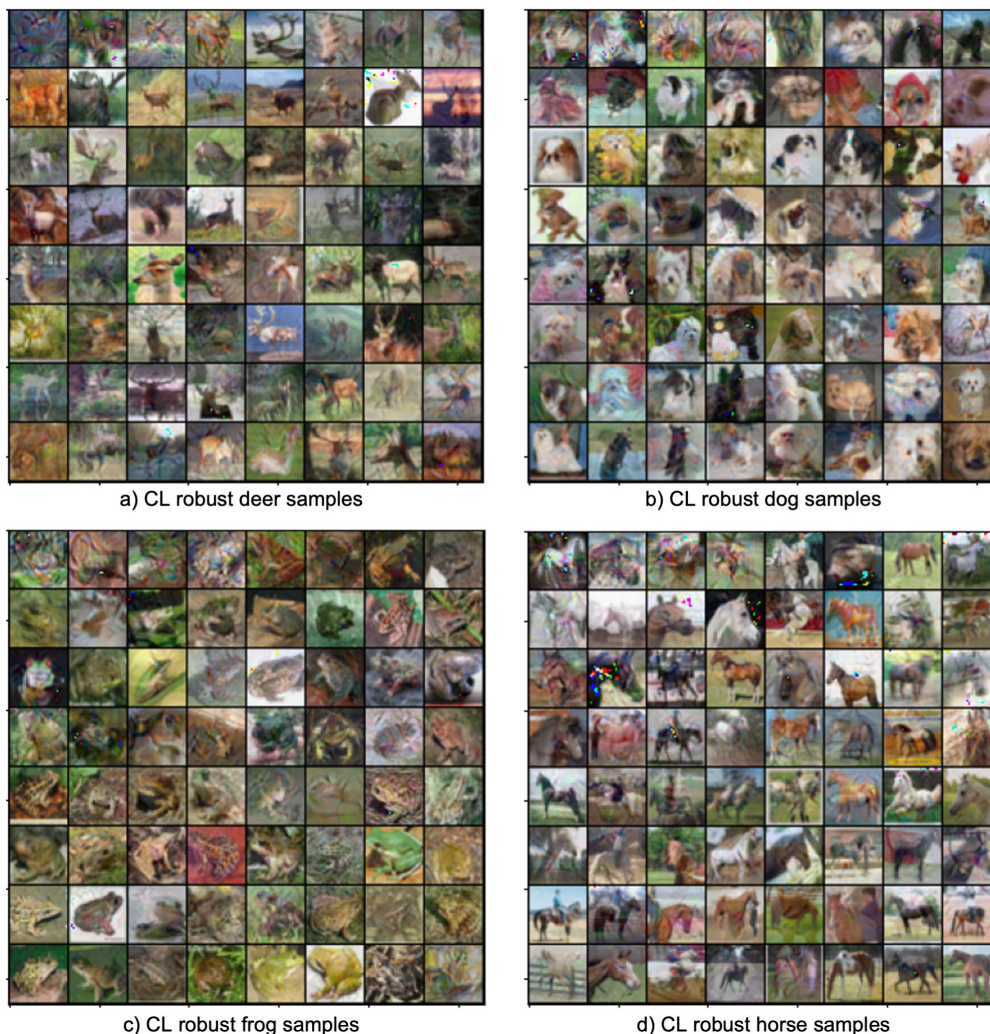 a) CL robust deer samples
b) CL robust dog samples
c) CL robust frog samples
d) CL robust horse samples